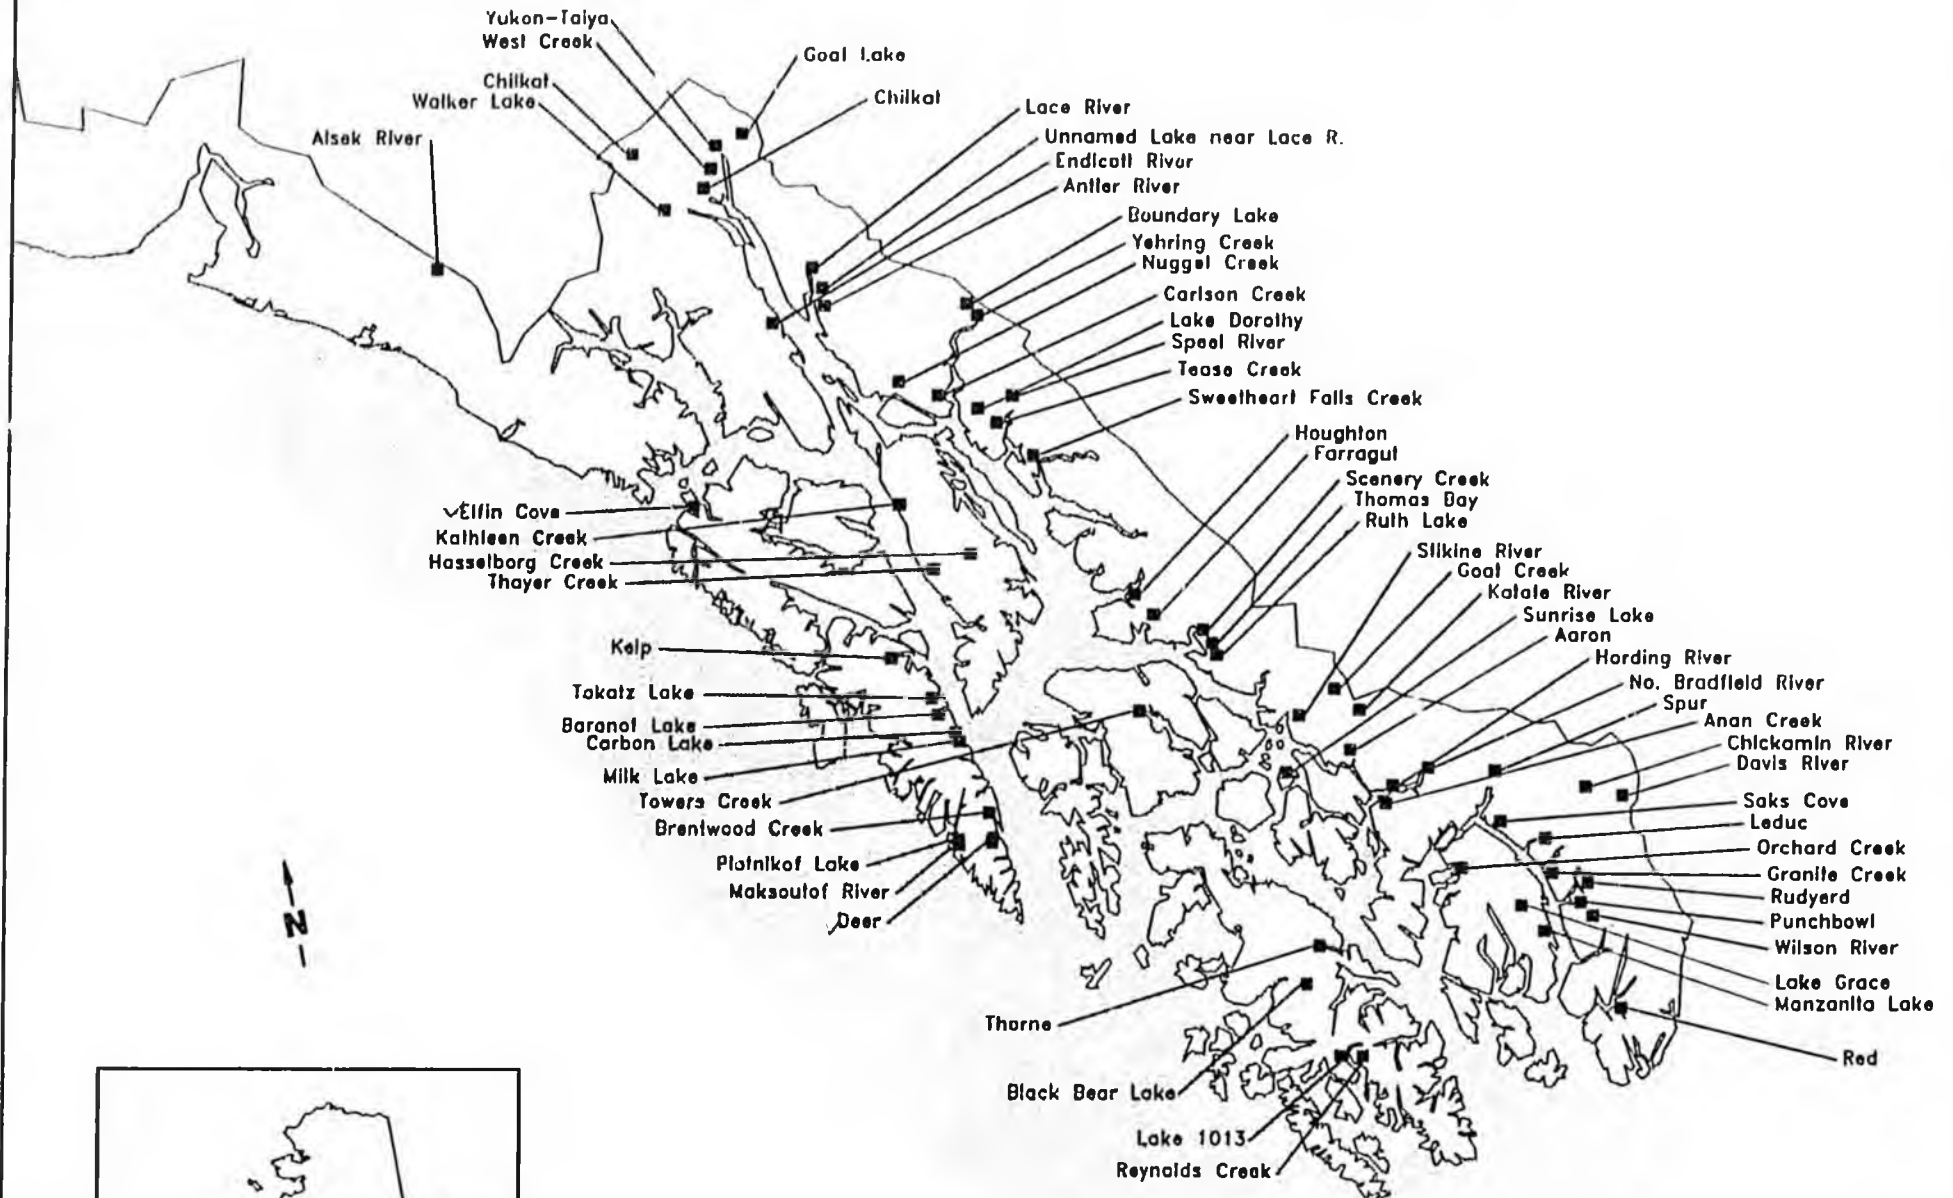 Yukon-Taiya
West Creek
Chilkat
Walker Lake
Alsek River
Goat Lake
Chilkat
Lace River
Unnamed Lake near Lace R.
Endicott River
Antler River
Boundary Lake
Yehring Creek
Nugget Creek
Carlson Creek
Lake Dorothy
Speel River
Tease Creek
Sweetheart Falls Creek
Houghton
Farragut
Scenery Creek
Thomas Bay
Ruth Lake
Stikine River
Goat Creek
Katate River
Sunrise Lake
Aaron
Harding River
No. Bradfield River
Spur
Anan Creek
Chickamin River
Davis River
Saks Cove
Leduc
Orchard Creek
Granite Creek
Rudyerd
Punchbowl
Wilson River
Lake Grace
Manzanita Lake
Red
Elfin Cove
Kathleen Creek
Hasselborg Creek
Thayer Creek
Kelp
Takatz Lake
Baranof Lake
Carbon Lake
Milk Lake
Towers Creek
Brentwood Creek
Plotnikof Lake
Maksoutof River
Deer
Thorne
Black Bear Lake
Lake 1013
Reynolds Creek
N